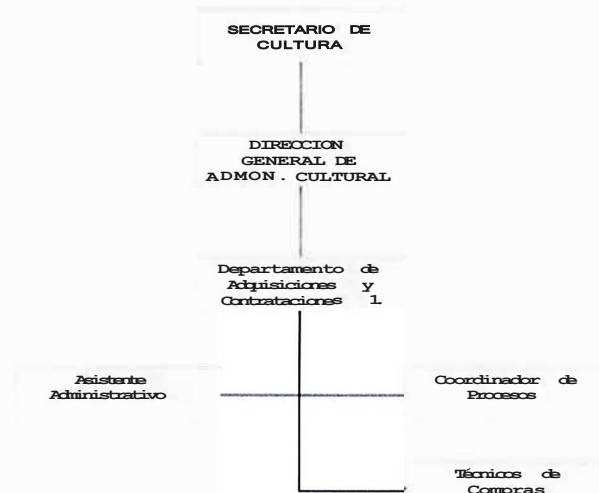 SECRETARIO DE
CULTURA
DIRECCION
GENERAL DE
ADMON. CULTURAL
Departamento de
Adquisiciones y
Contrataciones 1
Asistente
Administrativo
Coordinador de
Procesos
Técnicos de
Compras